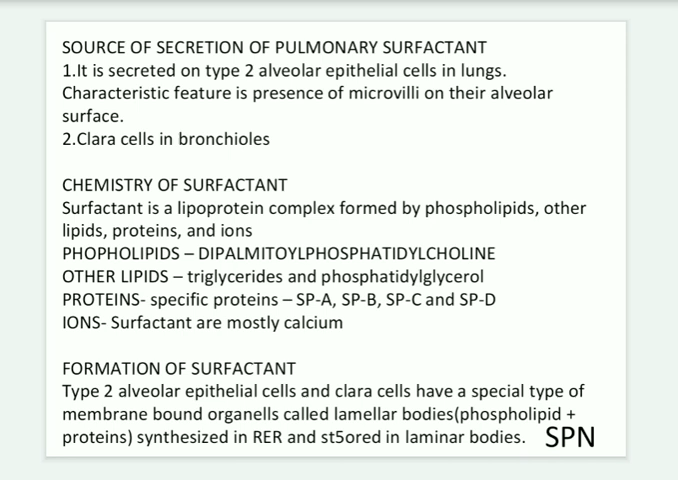 SOURCE OF SECRETION OF PULMONARY SURFACTANT
1.It is secreted on type 2 alveolar epithelial cells in lungs.
Characteristic feature is presence of microvilli on their alveolar
surface.
2.Clara cells in bronchioles
CHEMISTRY OF SURFACTANT
Surfactant is a lipoprotein complex formed by phospholipids, other
lipids, proteins, and ions
PHOPHOLIPIDS – DIPALMITOYLPHOSPHATIDYLCHOLINE
OTHER LIPIDS – triglycerides and phosphatidylglycerol
PROTEINS- specific proteins – SP-A, SP-B, SP-C and SP-D
IONS- Surfactant are mostly calcium
FORMATION OF SURFACTANT
Type 2 alveolar epithelial cells and clara cells have a special type of
membrane bound organells called lamellar bodies(phospholipid +
proteins) synthesized in RER and st5ored in laminar bodies. SPN